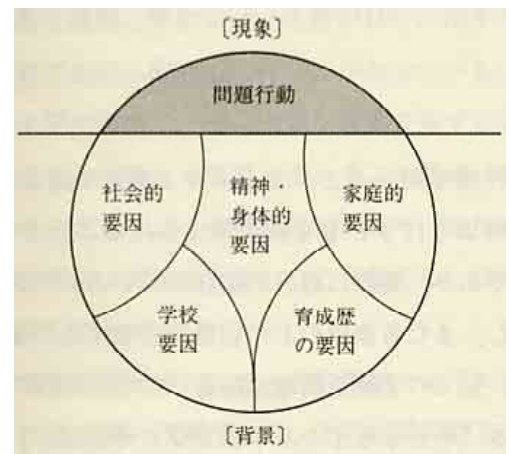 〔現象〕
問題行動
社会的
要因
精神・
身体的
要因
家庭的
要因
学校
要因
育成歴
の要因
〔背景〕